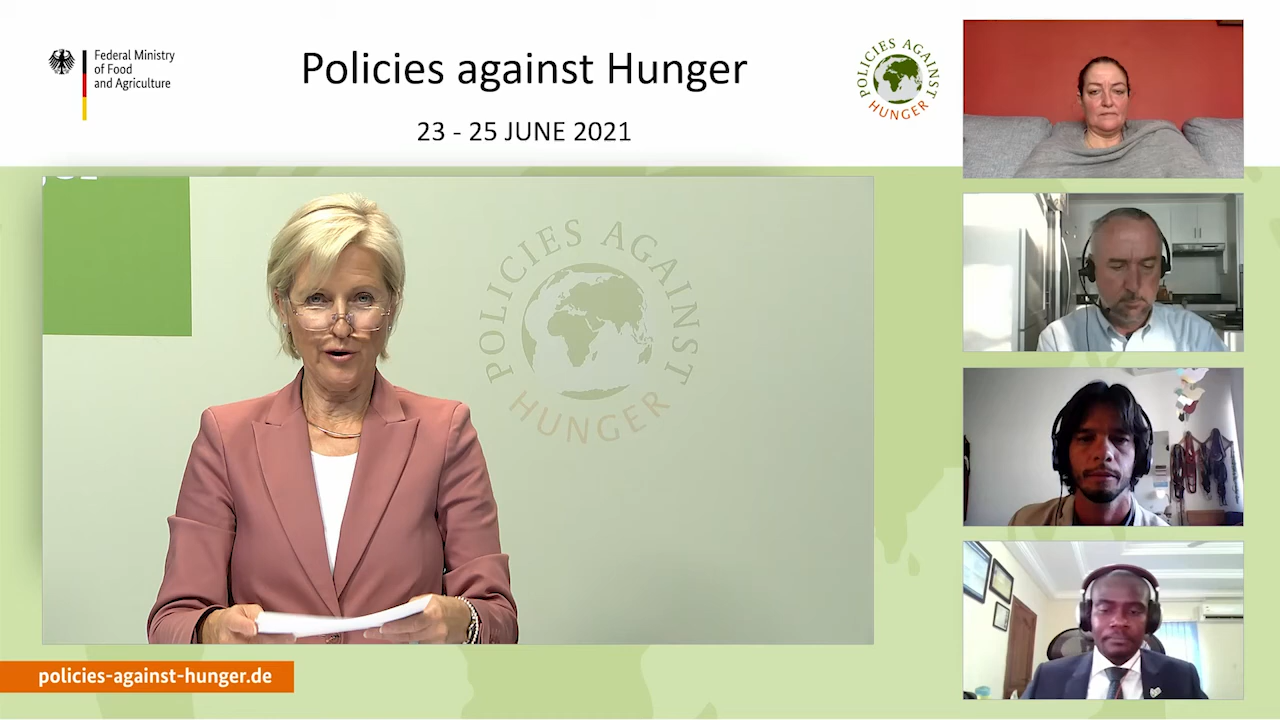 Federal Ministry
of Food
and Agriculture
Policies against Hunger
23 - 25 JUNE 2021
POLICIES AGAINST
HUNGER
POLICIES AGAINST
HUNGER
policies-against-hunger.de